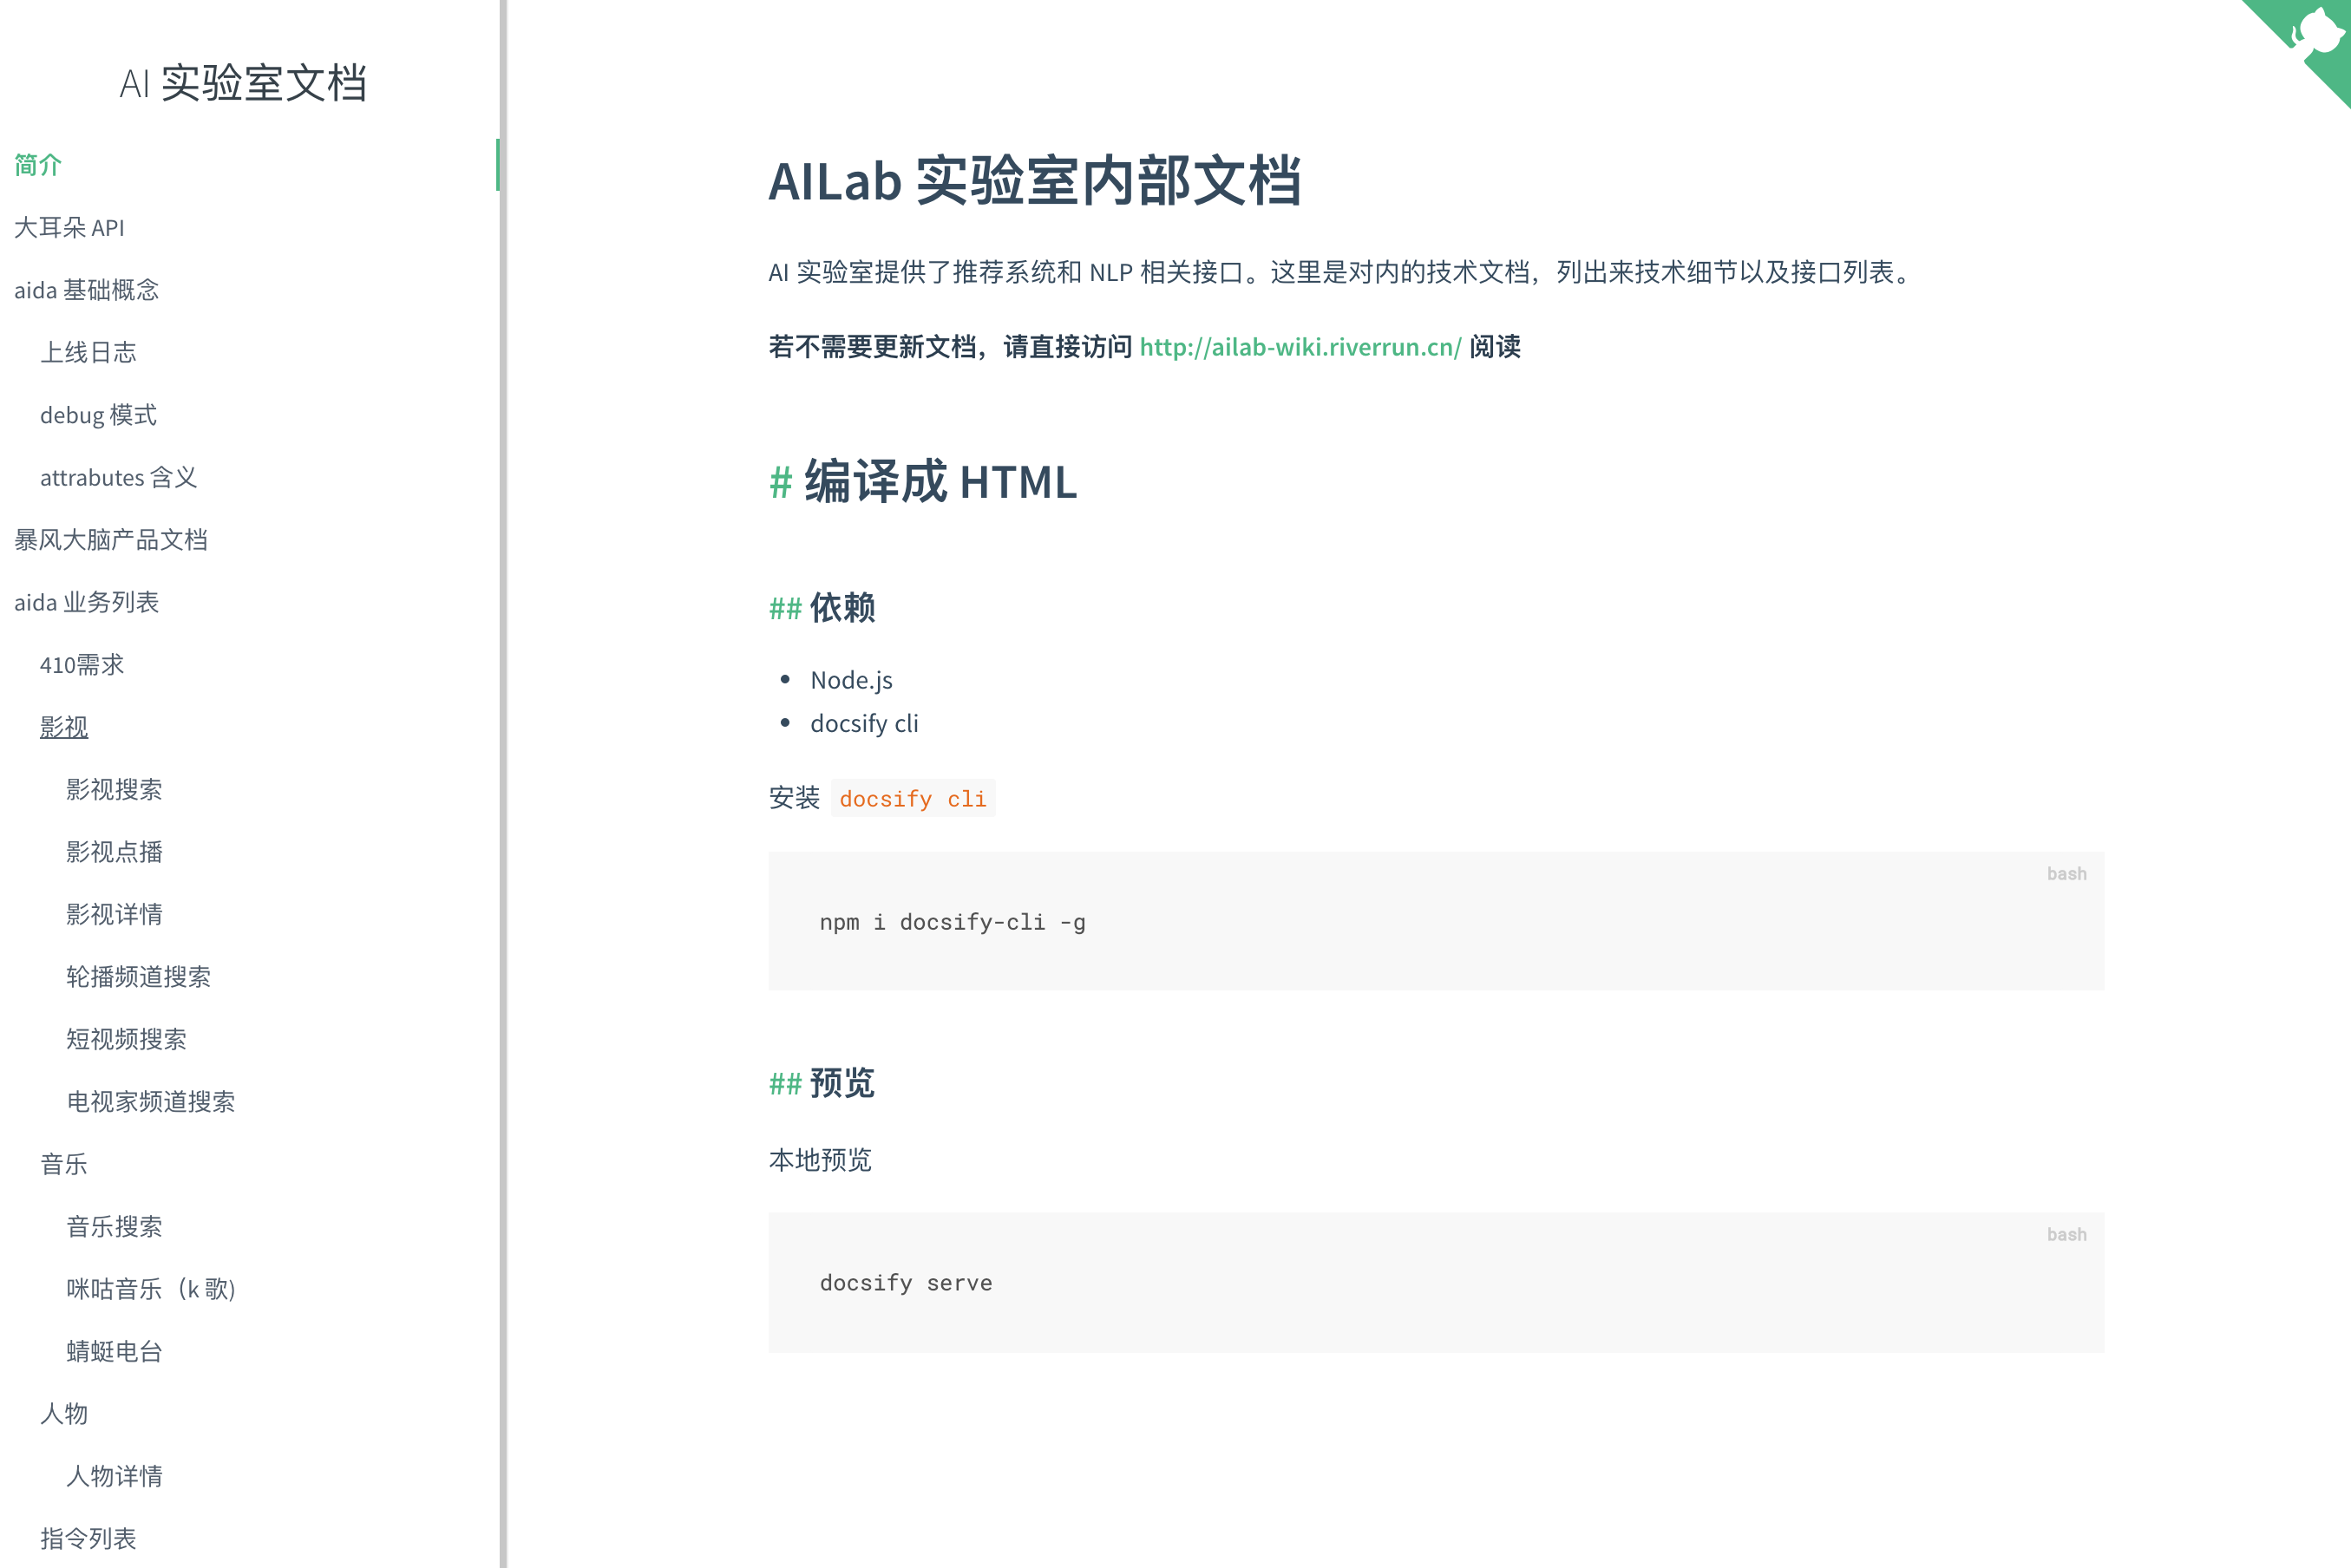 AI 实验室文档
简介
大耳朵 API
aida 基础概念
上线日志
debug 模式
attrabutes 含义
暴风大脑产品文档
aida 业务列表
410需求
影视
影视搜索
影视点播
影视详情
轮播频道搜索
短视频搜索
电视家频道搜索
音乐
音乐搜索
咪咕音乐（k 歌)
蜻蜓电台
人物
人物详情
指令列表
AILab 实验室内部文档
AI 实验室提供了推荐系统和 NLP 相关接口。这里是对内的技术文档，列出来技术细节以及接口列表。
若不需要更新文档，请直接访问 http://ailab-wiki.riverrun.cn/ 阅读
# 编译成 HTML
## 依赖
• Node.js
• docsify cli
安装 docsify cli
bash
npm i docsify-cli -g
## 预览
本地预览
bash
docsify serve